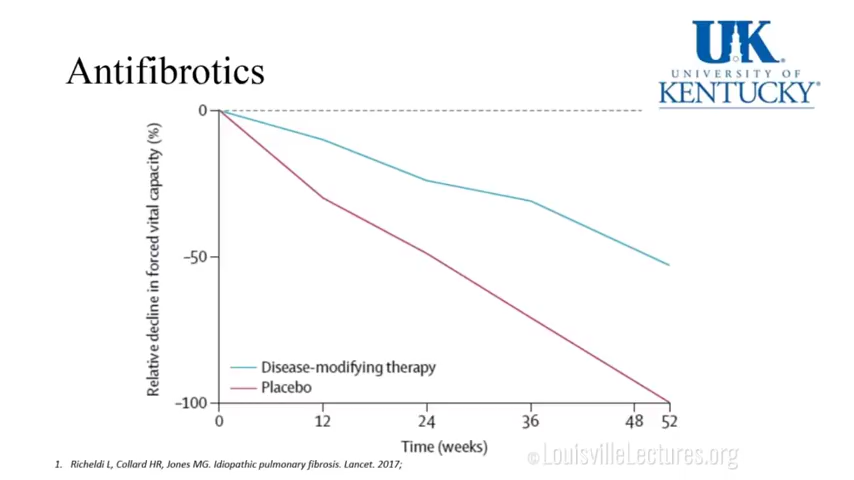 Antifibrotics
UK
UNIVERSITY OF
KENTUCKY®
Relative decline in forced vital capacity (%)
0
–50
–100
Disease-modifying therapy
Placebo
0 12 24 36 48 52
Time (weeks)
1. Richeldi L, Collard HR, Jones MG. Idiopathic pulmonary fibrosis. Lancet. 2017;
©LouisvilleLectures.org